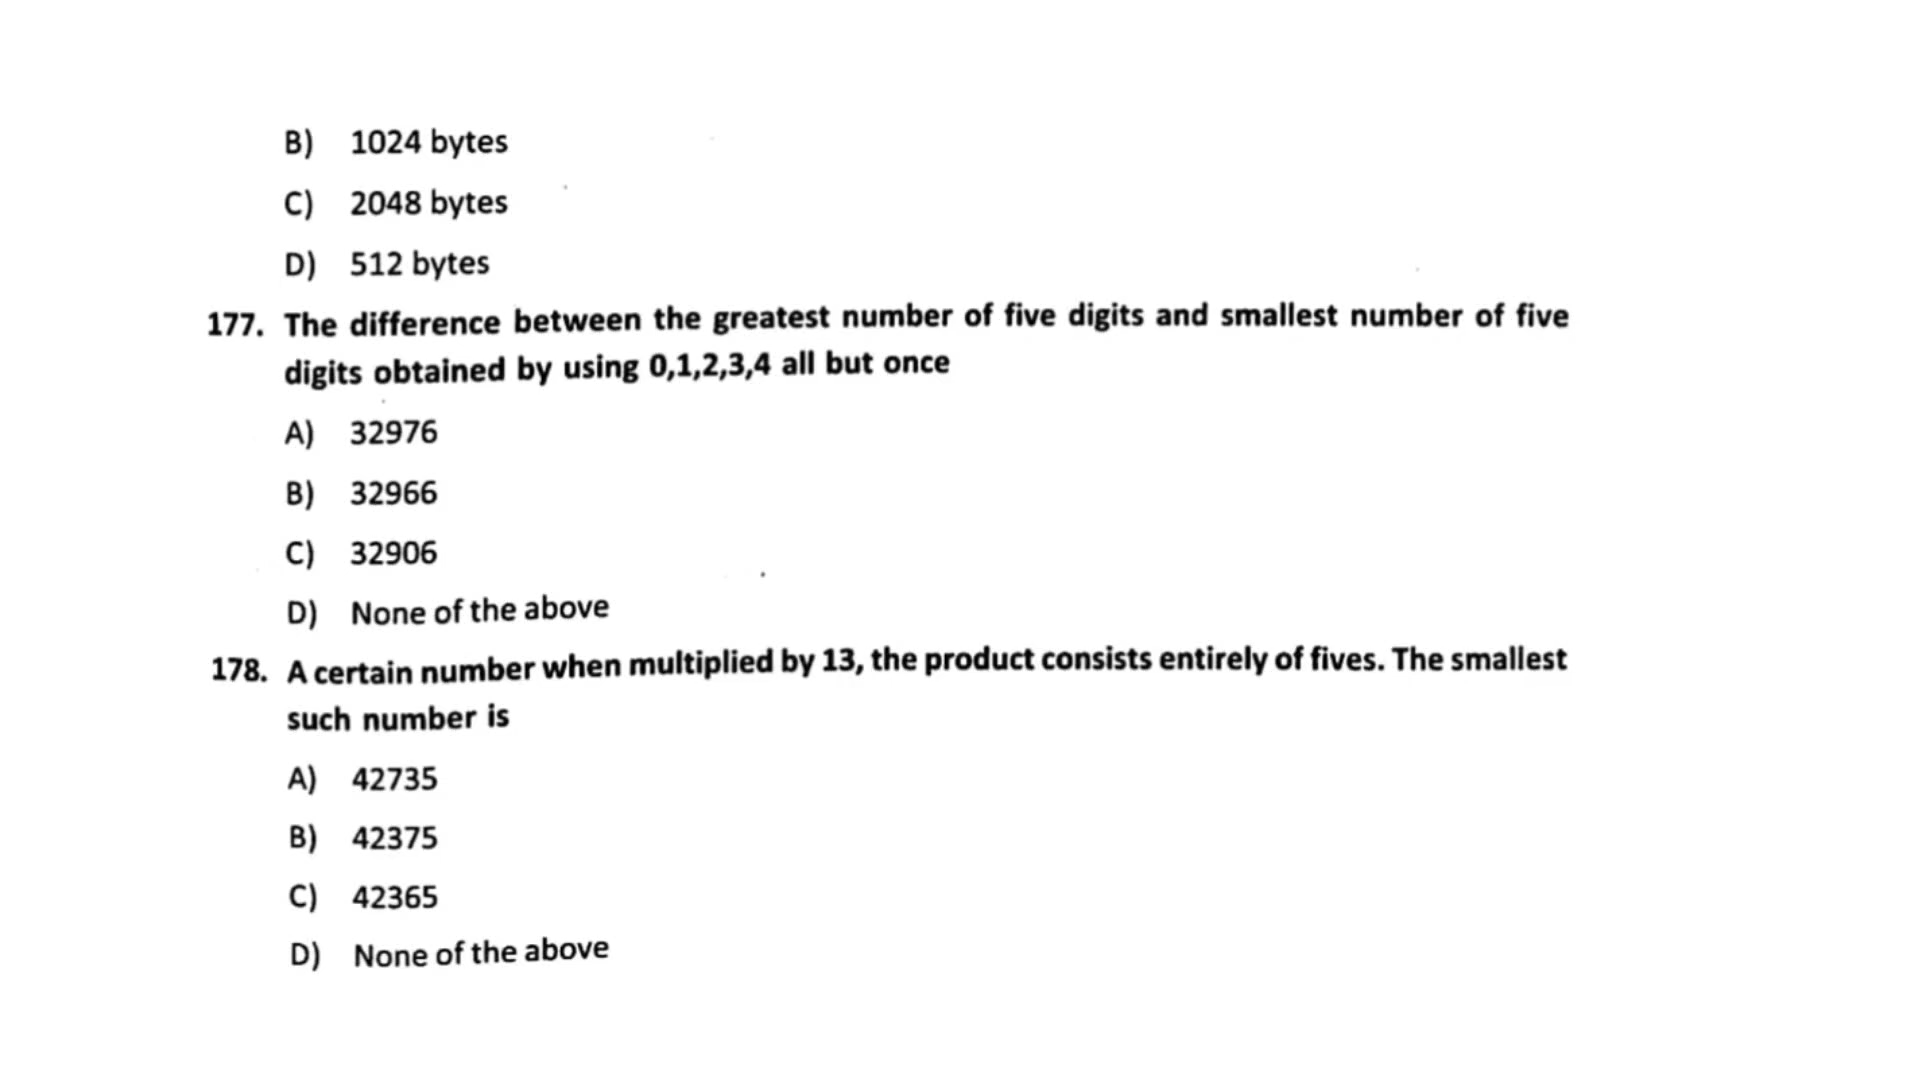 B) 1024 bytes
C) 2048 bytes
D) 512 bytes
177. The difference between the greatest number of five digits and smallest number of five
digits obtained by using 0,1,2,3,4 all but once
A) 32976
B) 32966
C) 32906
D) None of the above
178. A certain number when multiplied by 13, the product consists entirely of fives. The smallest
such number is
A) 42735
B) 42375
C) 42365
D) None of the above